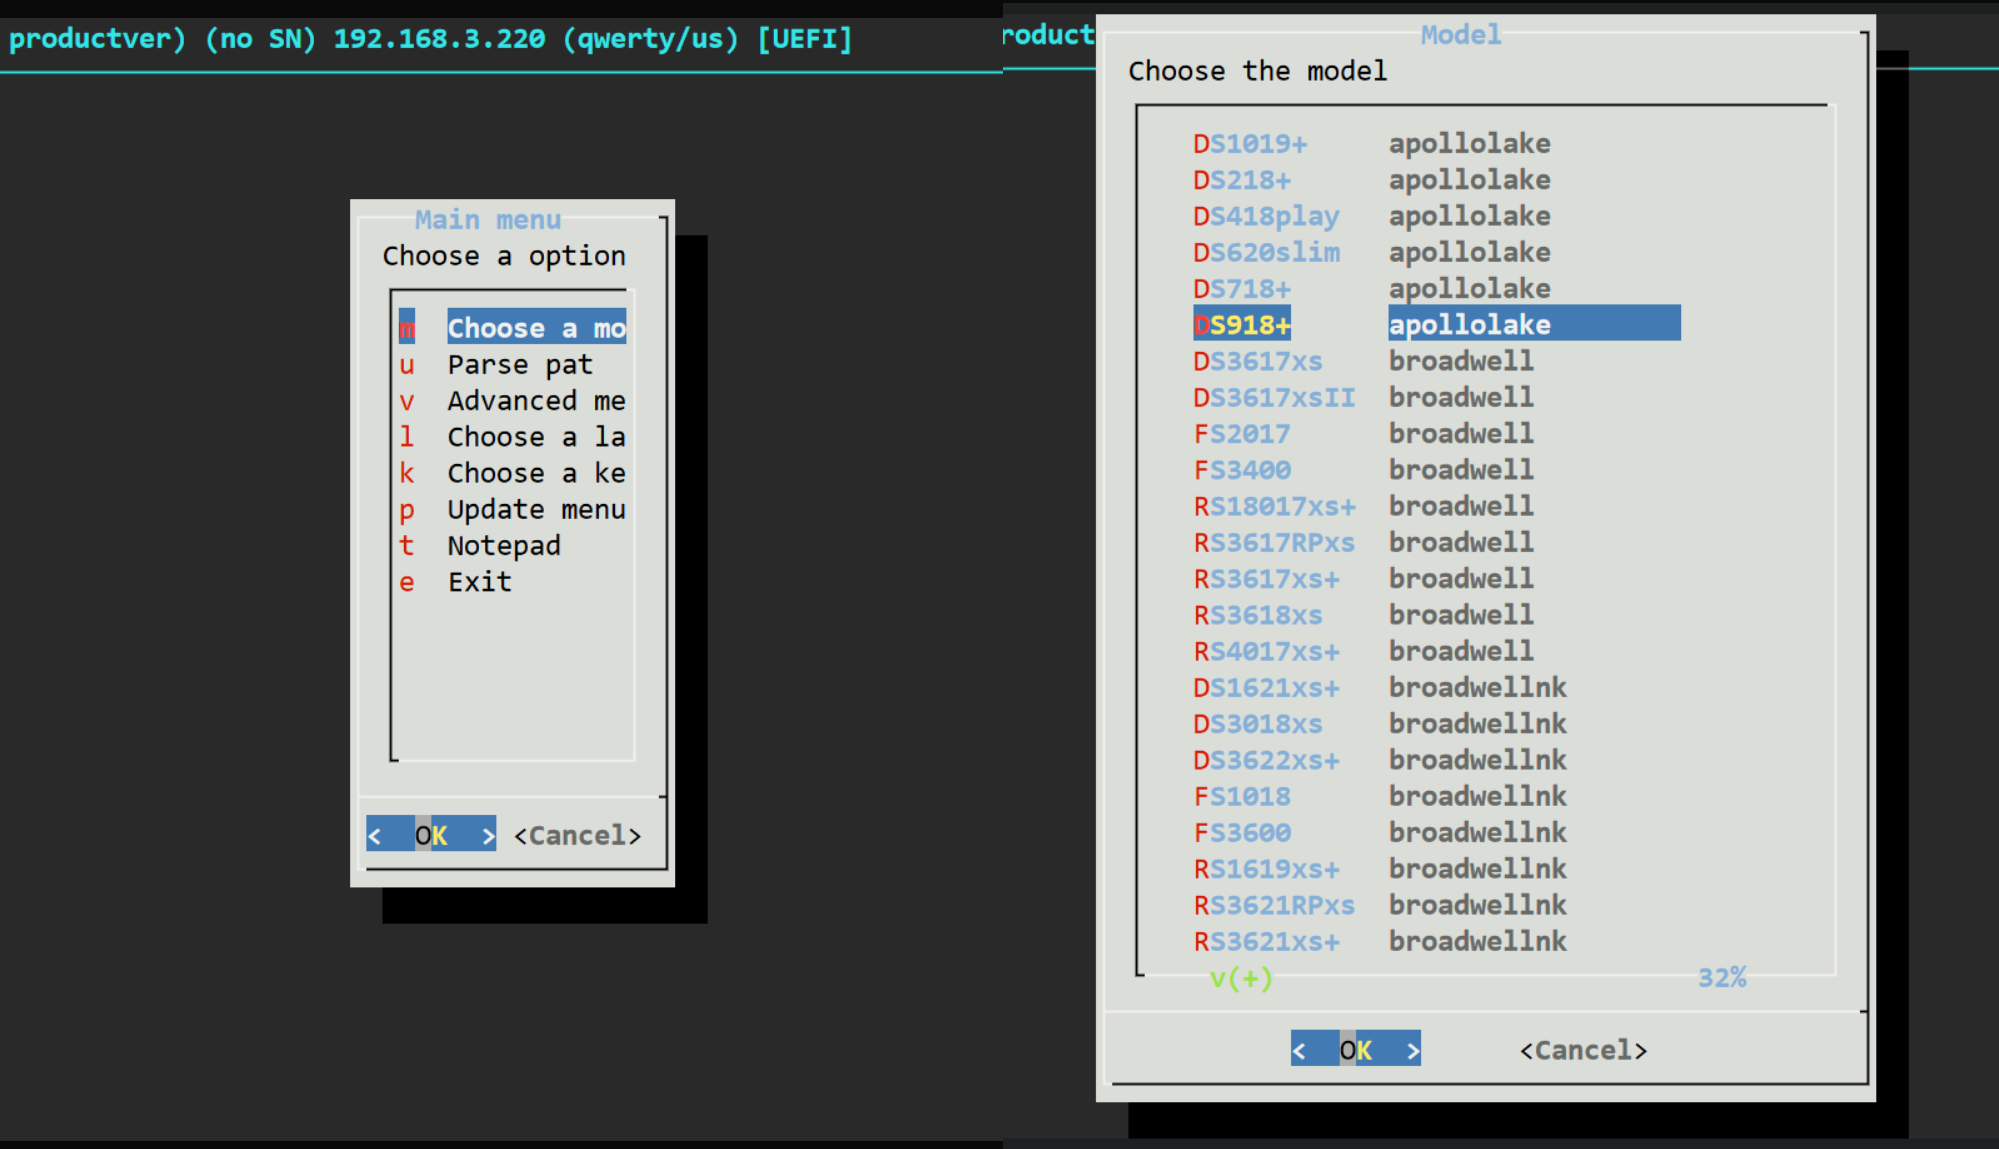 productver) (no SN) 192.168.3.220 (qwerty/us) [UEFI]
Main menu
Choose a option
m Choose a mo
u Parse pat
v Advanced me
l Choose a la
k Choose a ke
p Update menu
t Notepad
e Exit
< OK > <Cancel>
roduct
Model
Choose the model
DS1019+ apollolake
DS218+ apollolake
DS418play apollolake
DS620slim apollolake
DS718+ apollolake
DS918+ apollolake
DS3617xs broadwell
DS3617xsII broadwell
FS2017 broadwell
FS3400 broadwell
RS18017xs+ broadwell
RS3617RPxs broadwell
RS3617xs+ broadwell
RS3618xs broadwell
RS4017xs+ broadwell
DS1621xs+ broadwellnk
DS3018xs broadwellnk
DS3622xs+ broadwellnk
FS1018 broadwellnk
FS3600 broadwellnk
RS1619xs+ broadwellnk
RS3621RPxs broadwellnk
RS3621xs+ broadwellnk
v(+) 32%
< OK > <Cancel>